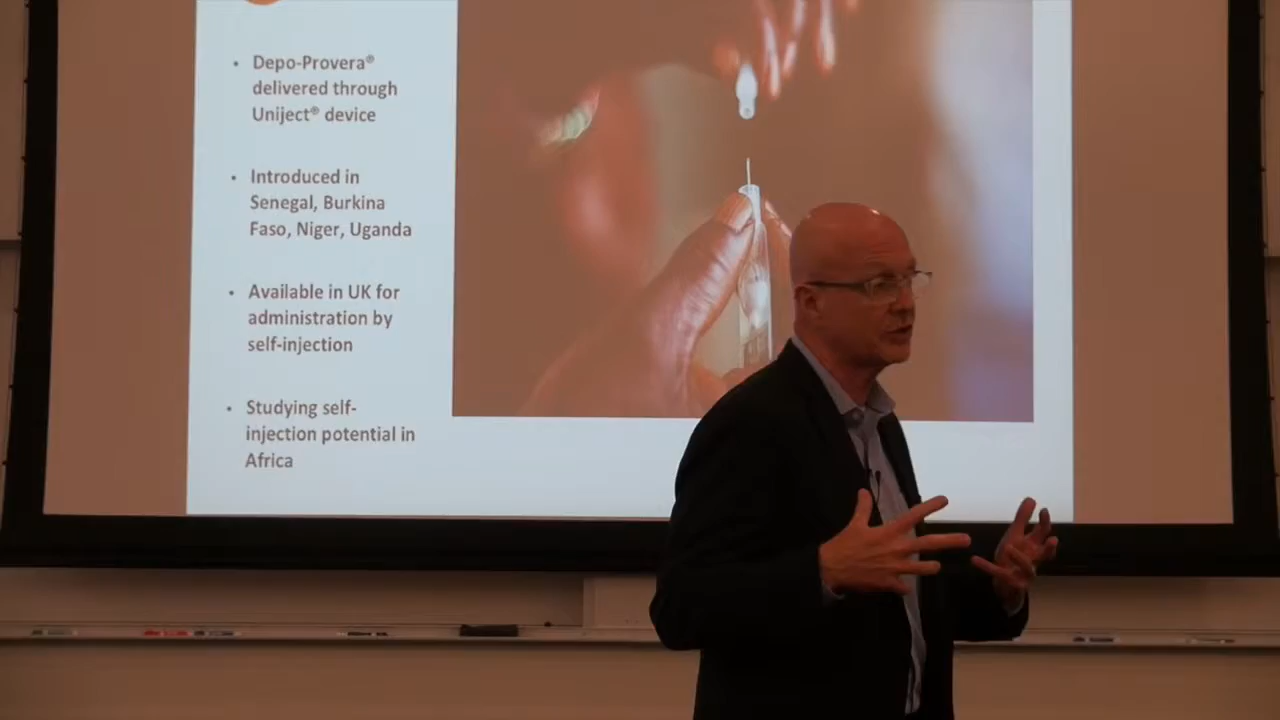 • Depo-Provera®
delivered through
Uniject® device
• Introduced in
Senegal, Burkina
Faso, Niger, Uganda
• Available in UK for
administration by
self-injection
• Studying self-
injection potential in
Africa